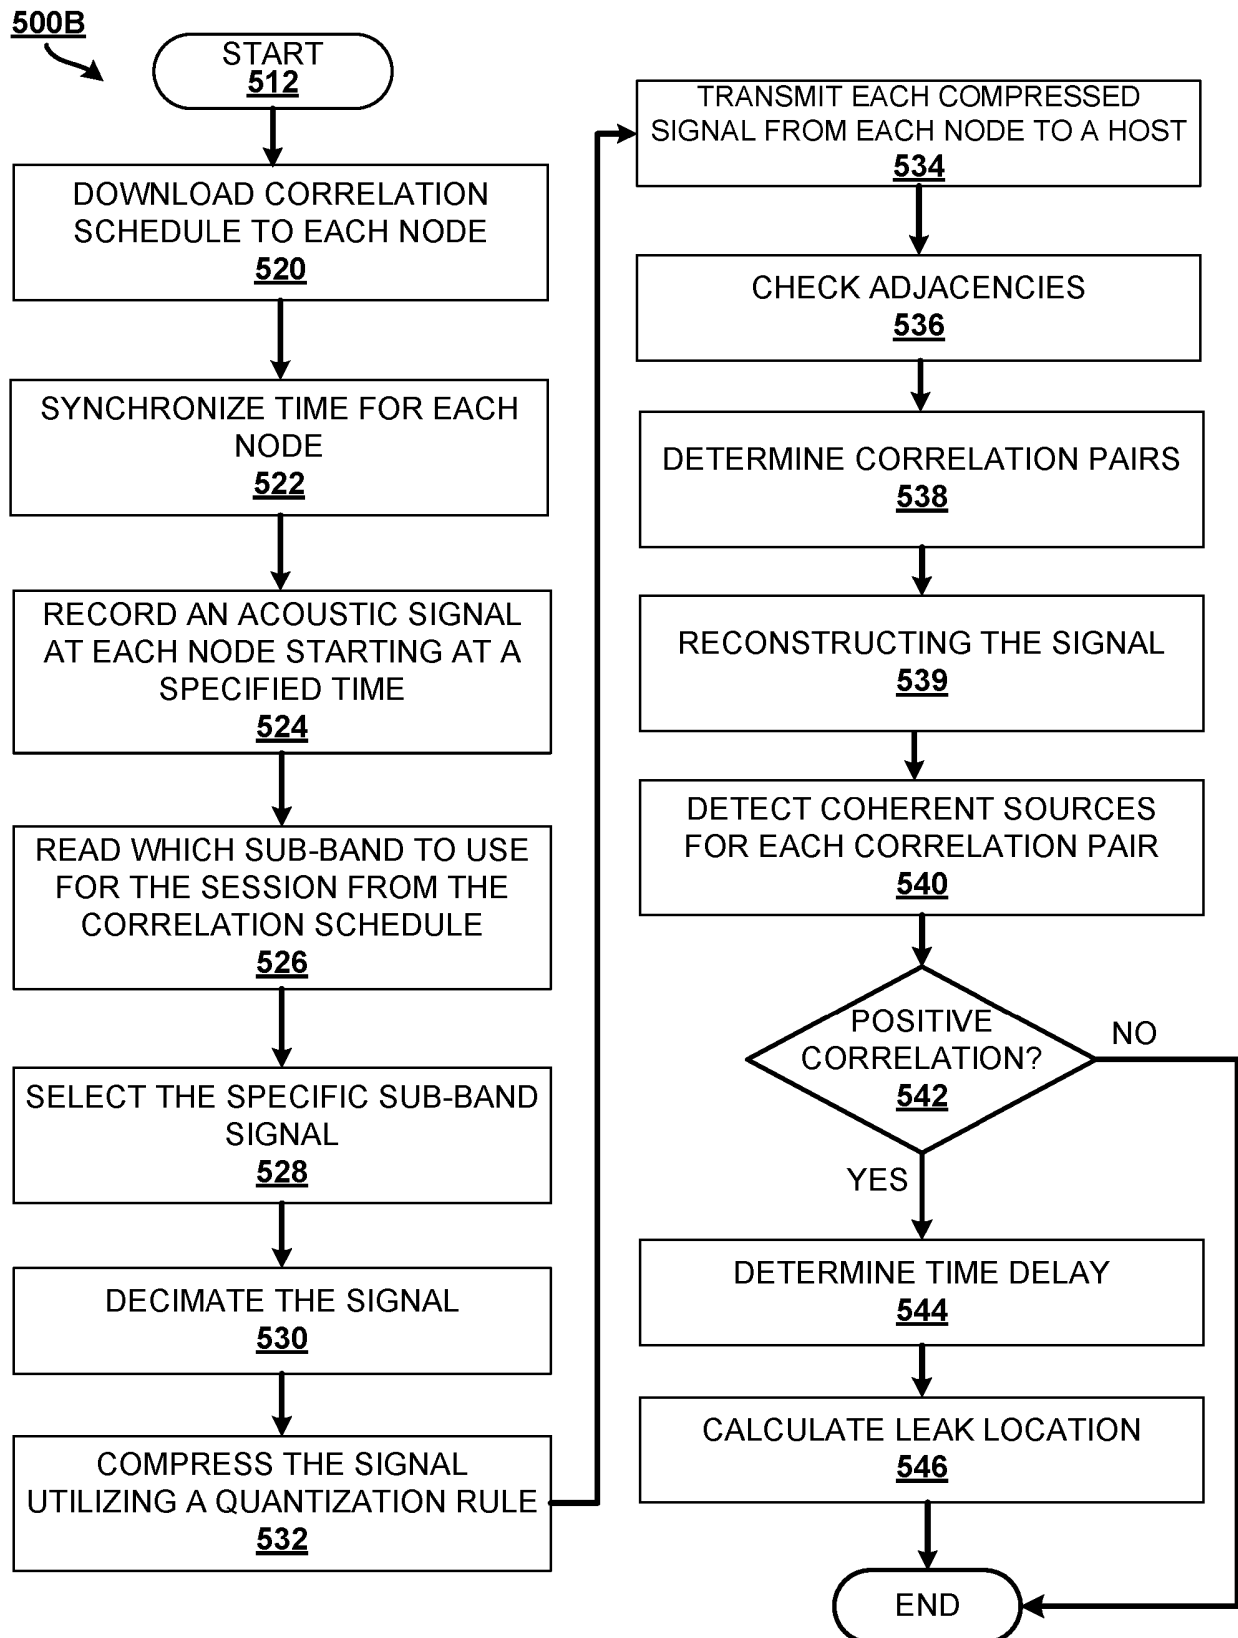 500B
START
512
DOWNLOAD CORRELATION
SCHEDULE TO EACH NODE
520
SYNCHRONIZE TIME FOR EACH
NODE
522
RECORD AN ACOUSTIC SIGNAL
AT EACH NODE STARTING AT A
SPECIFIED TIME
524
READ WHICH SUB-BAND TO USE
FOR THE SESSION FROM THE
CORRELATION SCHEDULE
526
SELECT THE SPECIFIC SUB-BAND
SIGNAL
528
DECIMATE THE SIGNAL
530
COMPRESS THE SIGNAL
UTILIZING A QUANTIZATION RULE
532
TRANSMIT EACH COMPRESSED
SIGNAL FROM EACH NODE TO A HOST
534
CHECK ADJACENCIES
536
DETERMINE CORRELATION PAIRS
538
RECONSTRUCTING THE SIGNAL
539
DETECT COHERENT SOURCES
FOR EACH CORRELATION PAIR
540
POSITIVE
CORRELATION?
542
NO
YES
DETERMINE TIME DELAY
544
CALCULATE LEAK LOCATION
546
END